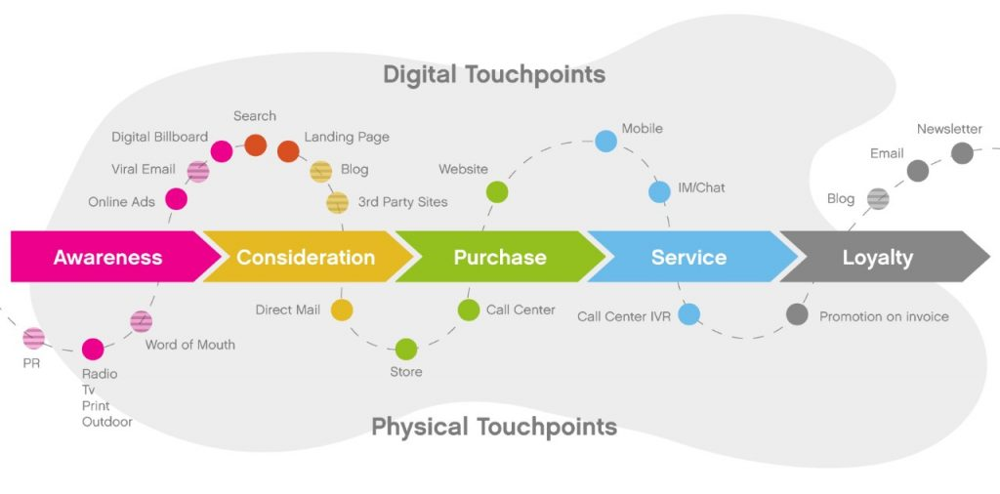 Digital Touchpoints
Search
Digital Billboard
Landing Page
Viral Email
Blog
Online Ads
3rd Party Sites
Website
Mobile
IM/Chat
Newsletter
Email
Blog
Awareness
Consideration
Purchase
Service
Loyalty
PR
Word of Mouth
Radio
Tv
Print
Outdoor
Direct Mail
Store
Call Center
Call Center IVR
Promotion on invoice
Physical Touchpoints